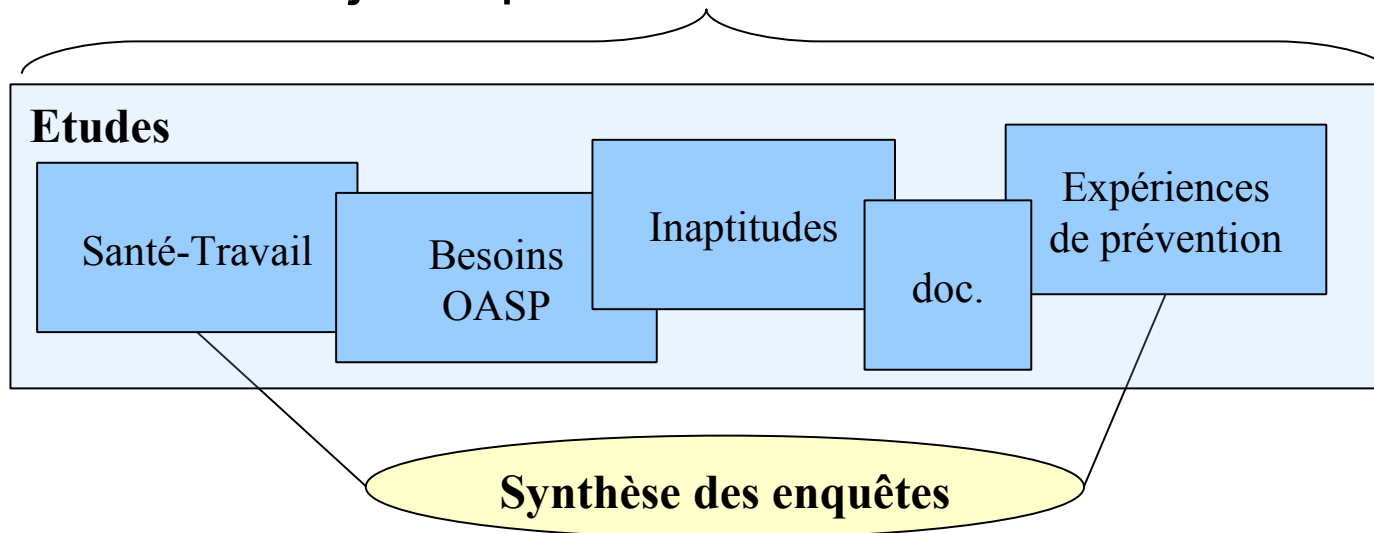 Etudes
Santé-Travail
Besoins
OASP
Inaptitudes
doc.
Expériences
de prévention
Synthèse des enquêtes